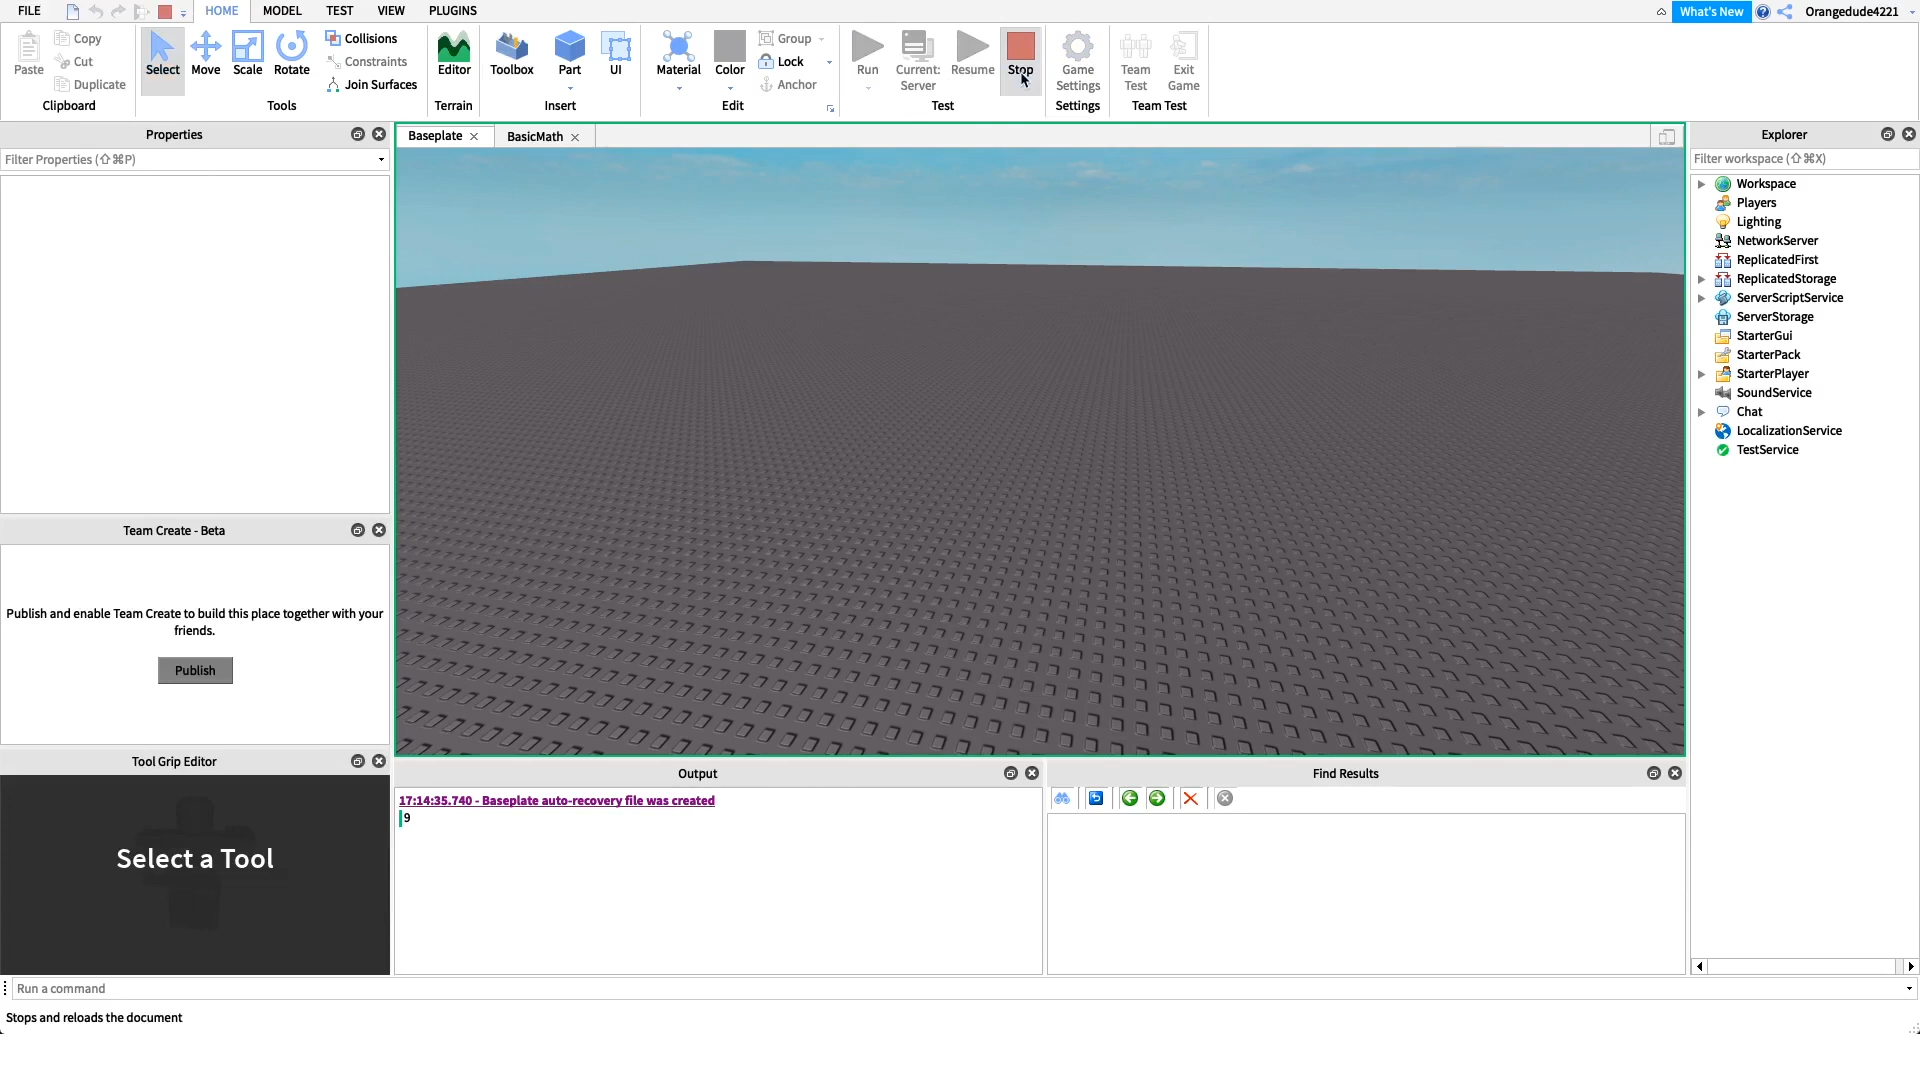 FILE HOME MODEL TEST VIEW PLUGINS What's New Orangedude4221
Paste Copy Cut Duplicate Clipboard
Select Move Scale Rotate Collisions Constraints Join Surfaces Tools
Editor Terrain
Toolbox Part UI Insert
Material Color Group Lock Anchor Edit
Run Current: Server Resume Stop Test
Game Settings Settings
Team Test Exit Game Team Test
Properties
Filter Properties (⇧⌘P)
Team Create - Beta
Publish and enable Team Create to build this place together with your
friends.
Publish
Tool Grip Editor
Select a Tool
Baseplate BasicMath
Output
17:14:35.740 - Baseplate auto-recovery file was created
9
Find Results
Explorer
Filter workspace (⇧⌘X)
Workspace
Players
Lighting
NetworkServer
ReplicatedFirst
ReplicatedStorage
ServerScriptService
ServerStorage
StarterGui
StarterPack
StarterPlayer
SoundService
Chat
LocalizationService
TestService
Run a command
Stops and reloads the document